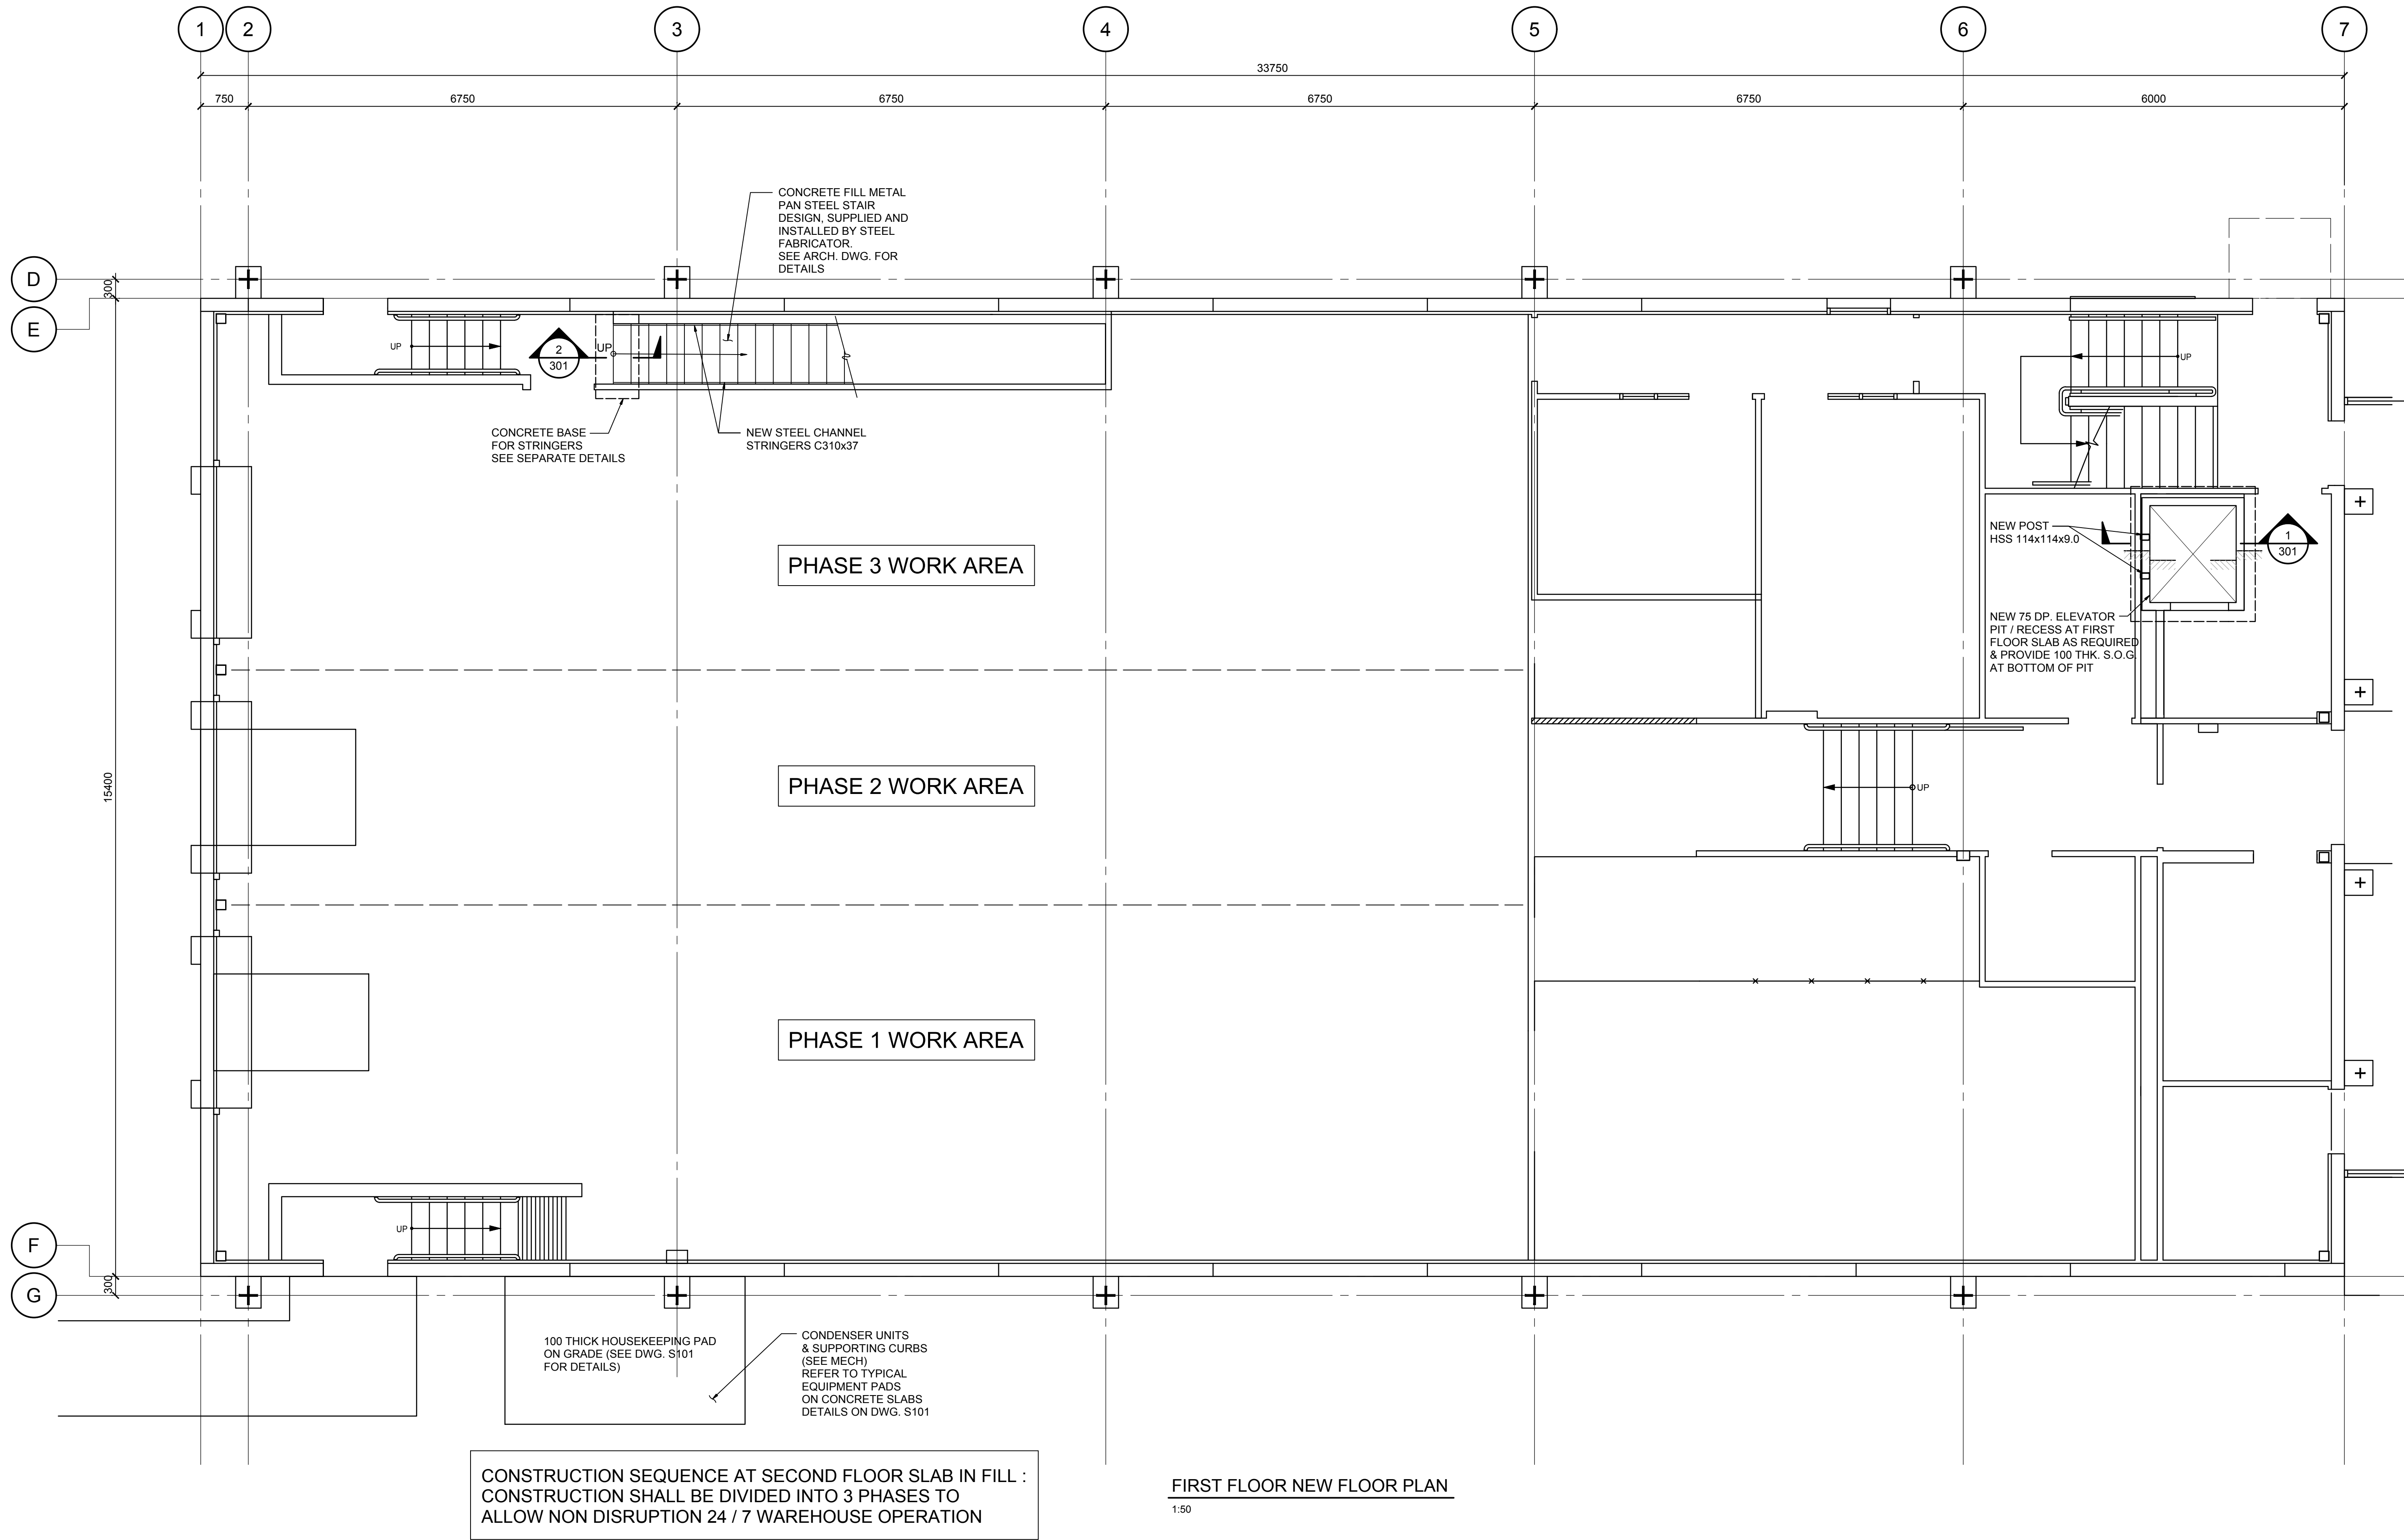 1
2
3
4
5
6
7
33750
750
6750
6750
6750
6750
6000
CONCRETE FILL METAL
PAN STEEL STAIR
DESIGN, SUPPLIED AND
INSTALLED BY STEEL
FABRICATOR.
SEE ARCH. DWG. FOR
DETAILS
D
300
E
UP
2
301
UP
UP
CONCRETE BASE
FOR STRINGERS
SEE SEPARATE DETAILS
NEW STEEL CHANNEL
STRINGERS C310x37
NEW POST
HSS 114x114x9.0
1
301
PHASE 3 WORK AREA
NEW 75 DP. ELEVATOR
PIT / RECESS AT FIRST
FLOOR SLAB AS REQUIRED
& PROVIDE 100 THK. S.O.G.
AT BOTTOM OF PIT
15400
PHASE 2 WORK AREA
UP
PHASE 1 WORK AREA
UP
F
300
G
100 THICK HOUSEKEEPING PAD
ON GRADE (SEE DWG. S101
FOR DETAILS)
CONDENSER UNITS
& SUPPORTING CURBS
(SEE MECH)
REFER TO TYPICAL
EQUIPMENT PADS
ON CONCRETE SLABS
DETAILS ON DWG. S101
CONSTRUCTION SEQUENCE AT SECOND FLOOR SLAB IN FILL :
CONSTRUCTION SHALL BE DIVIDED INTO 3 PHASES TO
ALLOW NON DISRUPTION 24 / 7 WAREHOUSE OPERATION
FIRST FLOOR NEW FLOOR PLAN
1:50